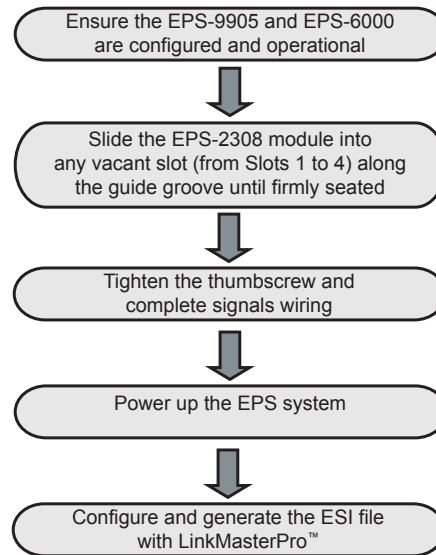 Ensure the EPS-9905 and EPS-6000
are configured and operational
Slide the EPS-2308 module into
any vacant slot (from Slots 1 to 4) along
the guide groove until firmly seated
Tighten the thumbscrew and
complete signals wiring
Power up the EPS system
Configure and generate the ESI file
with LinkMasterPro™